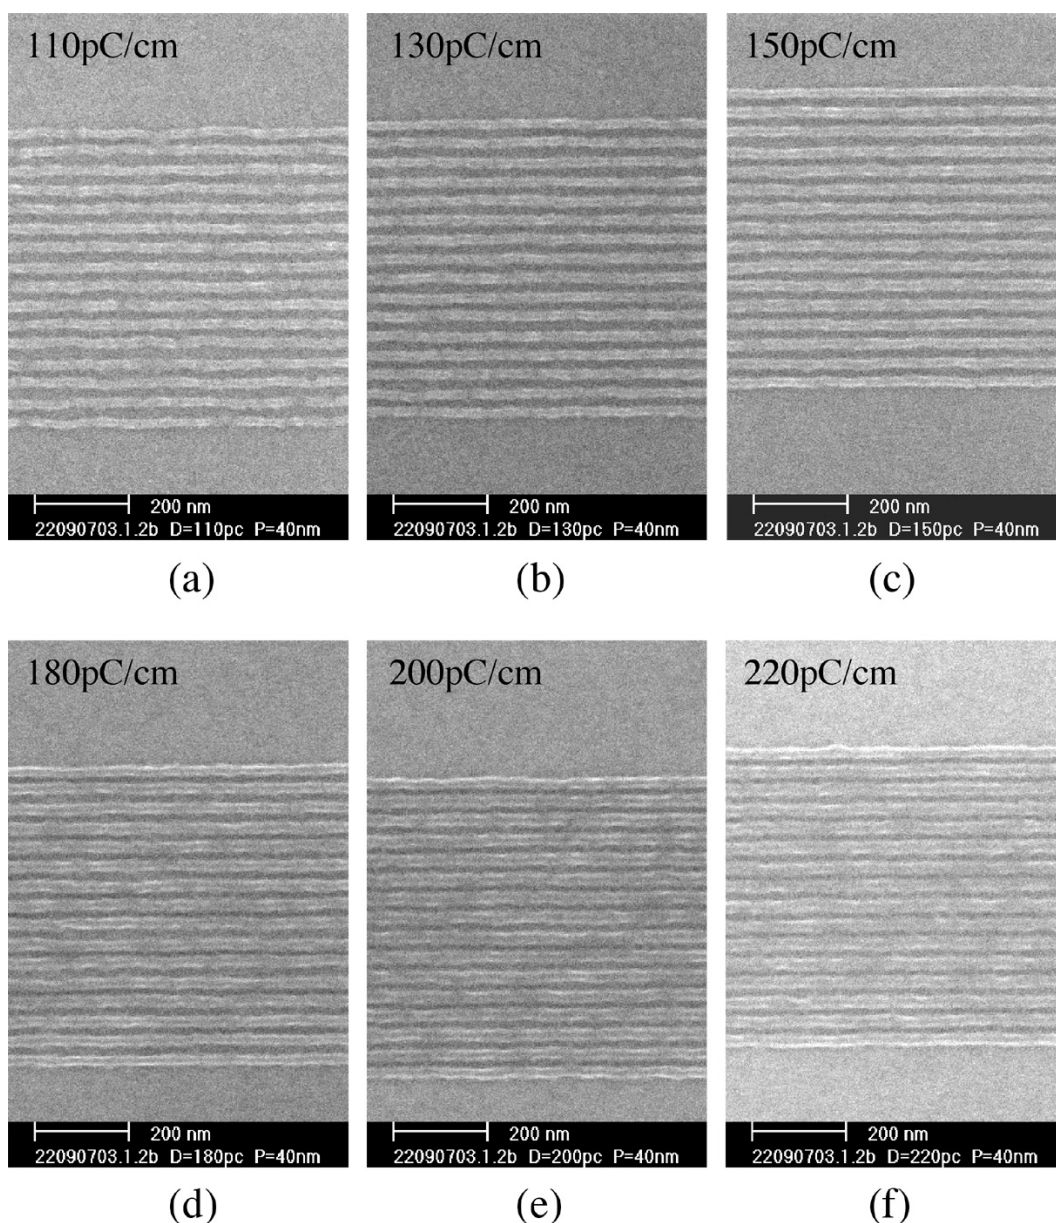 110pC/cm
130pC/cm
150pC/cm
200 nm
22090703.1.2b D=110pc P=40nm
200 nm
22090703.1.2b D=130pc P=40nm
200 nm
22090703.1.2b D=150pc P=40nm
(a)
(b)
(c)
180pC/cm
200pC/cm
220pC/cm
200 nm
22090703.1.2b D=180pc P=40nm
200 nm
22090703.1.2b D=200pc P=40nm
200 nm
22090703.1.2b D=220pc P=40nm
(d)
(e)
(f)